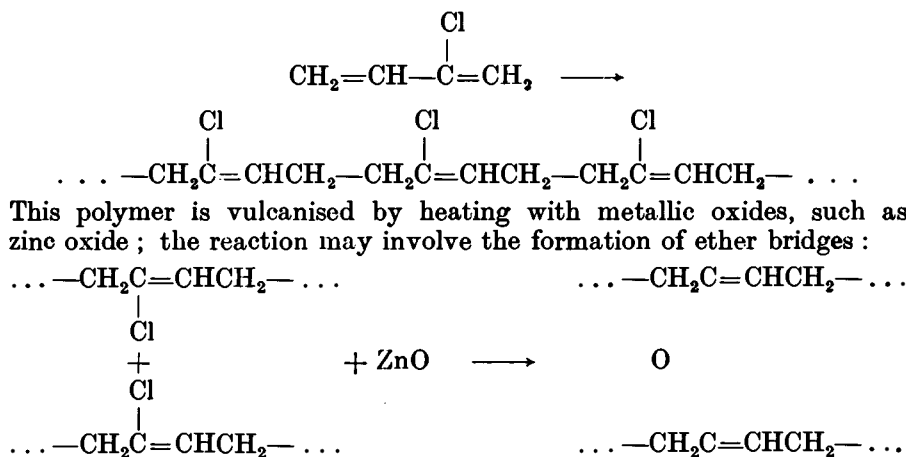 Cl
CH₂=CH—C=CH₂ ⟶
Cl Cl Cl
. . . —CH₂C=CHCH₂—CH₂C=CHCH₂—CH₂C=CHCH₂— . . .
This polymer is vulcanised by heating with metallic oxides, such as
zinc oxide ; the reaction may involve the formation of ether bridges :
. . . —CH₂C=CHCH₂— . . . . . . —CH₂C=CHCH₂— . . .
Cl
+ + ZnO ⟶ O
Cl
. . . —CH₂C=CHCH₂— . . . . . . —CH₂C=CHCH₂— . . .